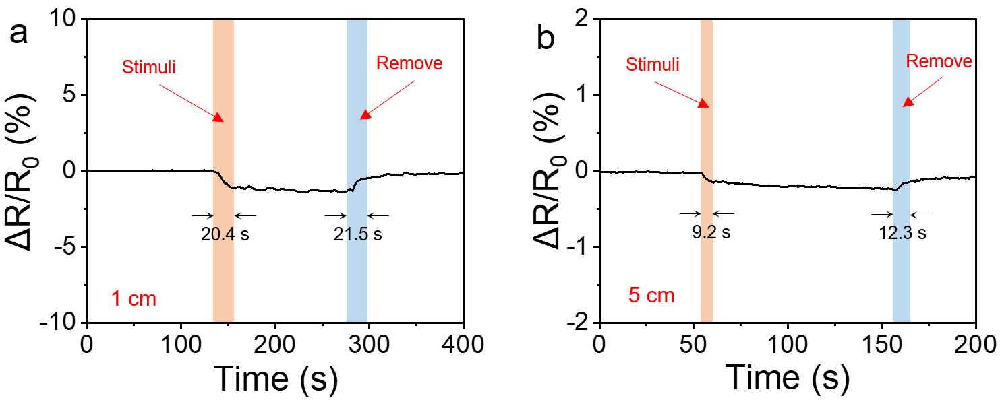 a
10
5
0
-5
-10
ΔR/R0 (%)
Stimuli
Remove
20.4 s
21.5 s
1 cm
0
100
200
300
400
Time (s)
b
2
1
0
-1
-2
ΔR/R0 (%)
Stimuli
Remove
9.2 s
12.3 s
5 cm
0
50
100
150
200
Time (s)